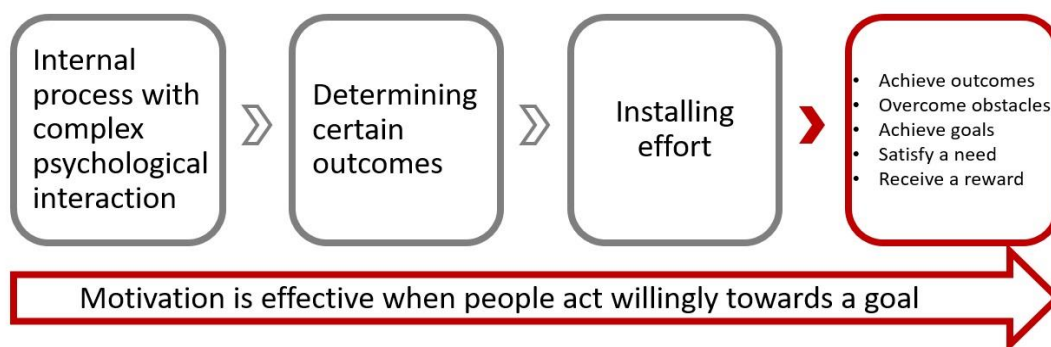 Internal
process with
complex
psychological
interaction
Determining
certain
outcomes
Installing
effort
• Achieve outcomes
• Overcome obstacles
• Achieve goals
• Satisfy a need
• Receive a reward
Motivation is effective when people act willingly towards a goal